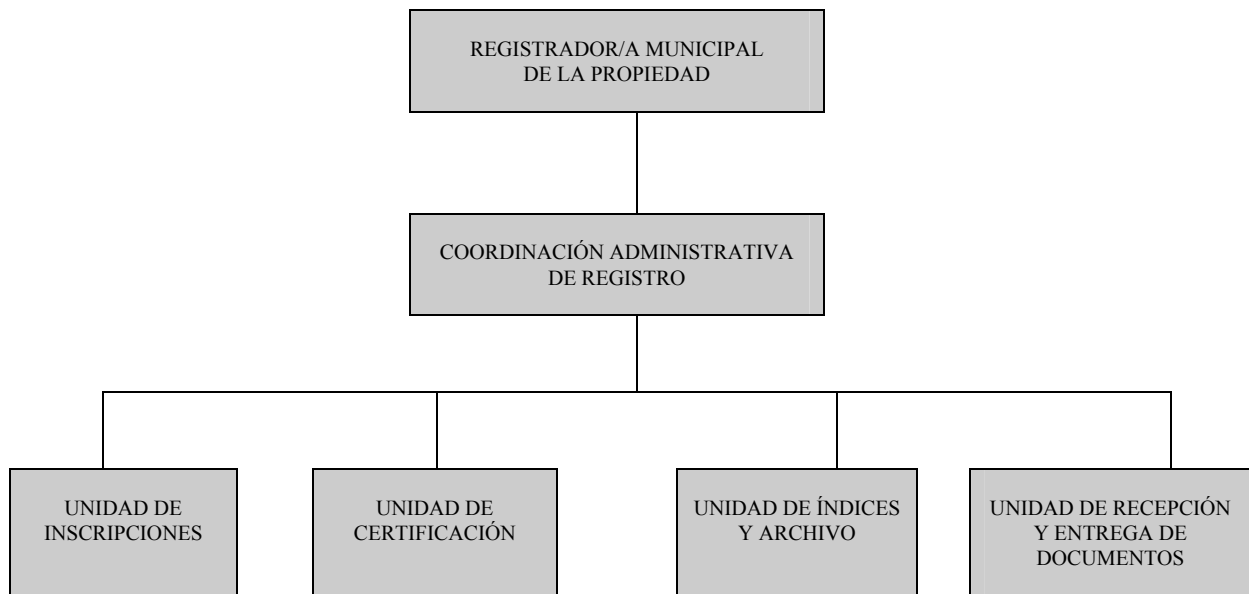 REGISTRADOR/A MUNICIPAL
DE LA PROPIEDAD
COORDINACIÓN ADMINISTRATIVA
DE REGISTRO
UNIDAD DE
INSCRIPCIONES
UNIDAD DE
CERTIFICACIÓN
UNIDAD DE ÍNDICES
Y ARCHIVO
UNIDAD DE RECEPCIÓN
Y ENTREGA DE
DOCUMENTOS